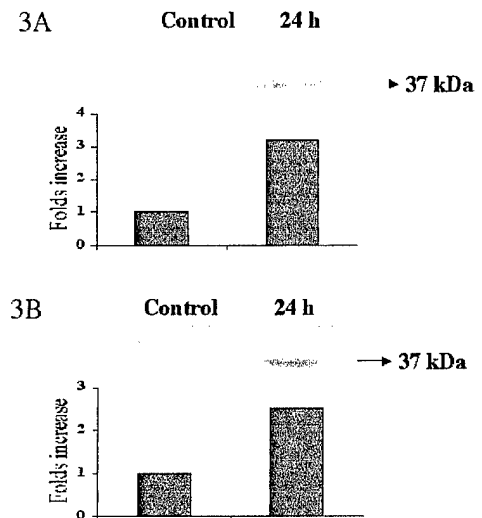 3A Control 24 h
37 kDa
Folds increase
4
3
2
1
0
3B Control 24 h
37 kDa
Folds increase
3
2
1
0